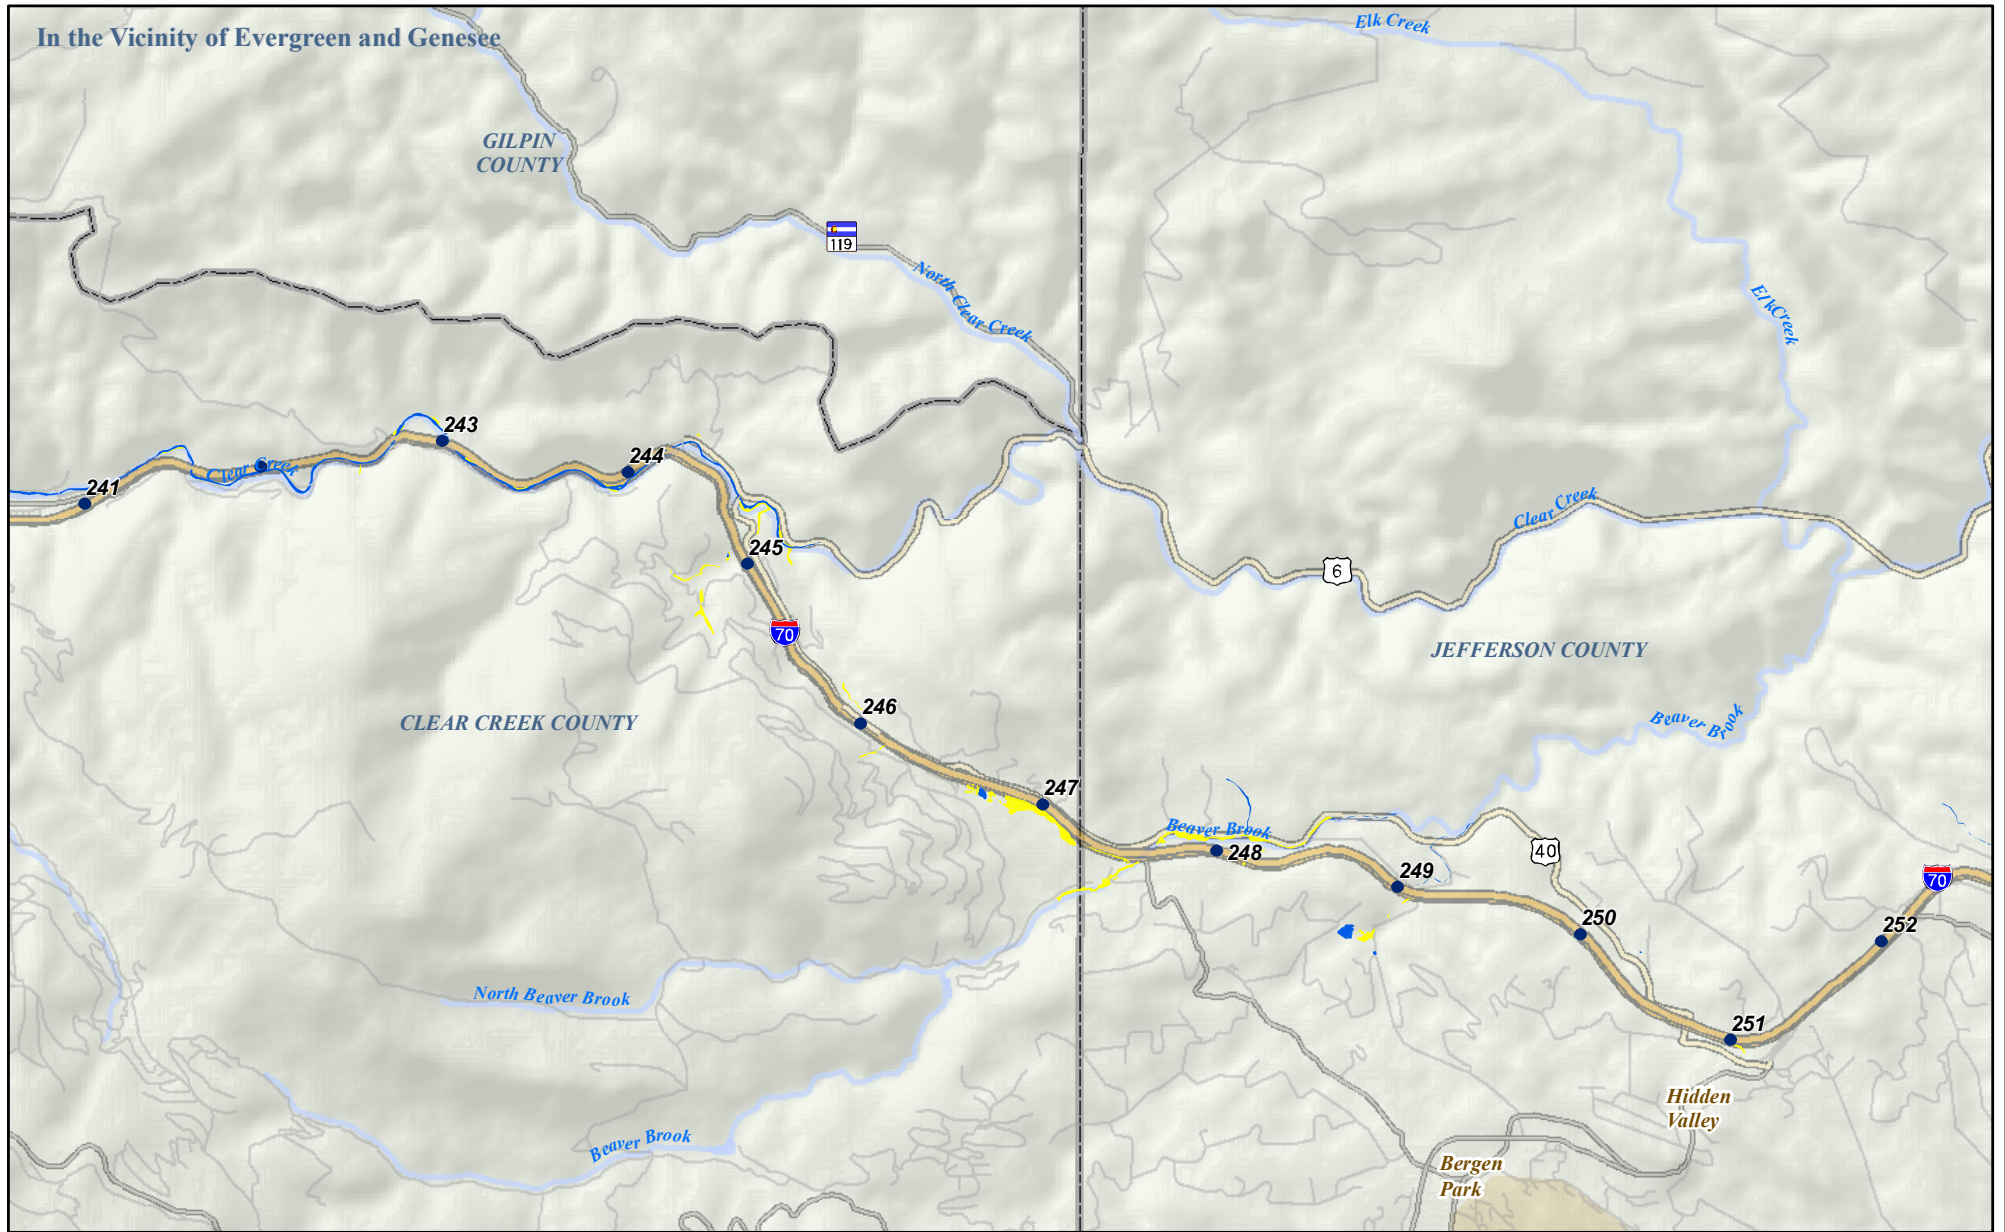 In the Vicinity of Evergreen and Genesee
Elk Creek
GILPIN
COUNTY
119
North Clear Creek
Elk Creek
243
244
Clear Creek
241
245
Clear Creek
6
70
JEFFERSON COUNTY
246
CLEAR CREEK COUNTY
Beaver Brook
247
Beaver Brook
248
40
249
70
250
252
North Beaver Brook
251
Hidden
Valley
Beaver Brook
Bergen
Park